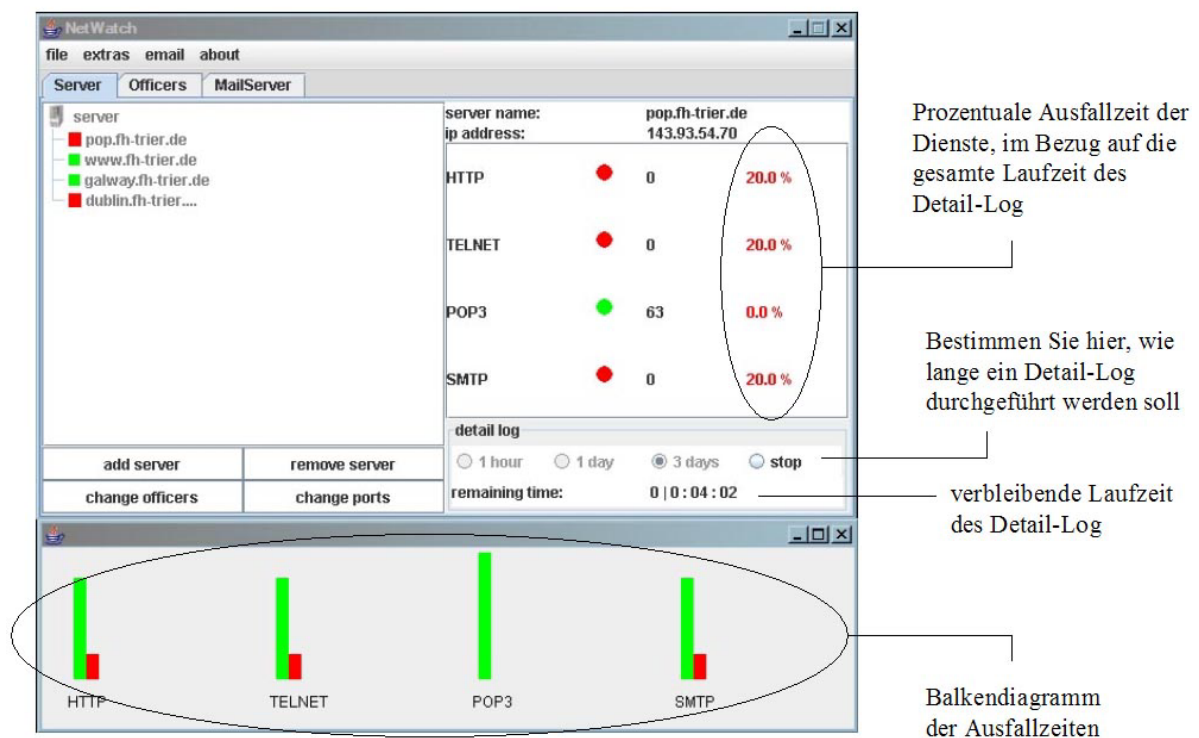 NetWatch
file extras email about
Server Officers MailServer
server
pop.fh-trier.de
www.fh-trier.de
galway.fh-trier.de
dublin.fh-trier....
add server remove server
change officers change ports
server name: pop.fh-trier.de
ip address: 143.93.54.70
HTTP 0 20.0 %
TELNET 0 20.0 %
POP3 63 0.0 %
SMTP 0 20.0 %
detail log
1 hour 1 day 3 days stop
remaining time: 0 | 0 : 04 : 02
HTTP TELNET POP3 SMTP
Prozentuale Ausfallzeit der
Dienste, im Bezug auf die
gesamte Laufzeit des
Detail-Log
Bestimmen Sie hier, wie
lange ein Detail-Log
durchgeführt werden soll
verbleibende Laufzeit
des Detail-Log
Balkendiagramm
der Ausfallzeiten